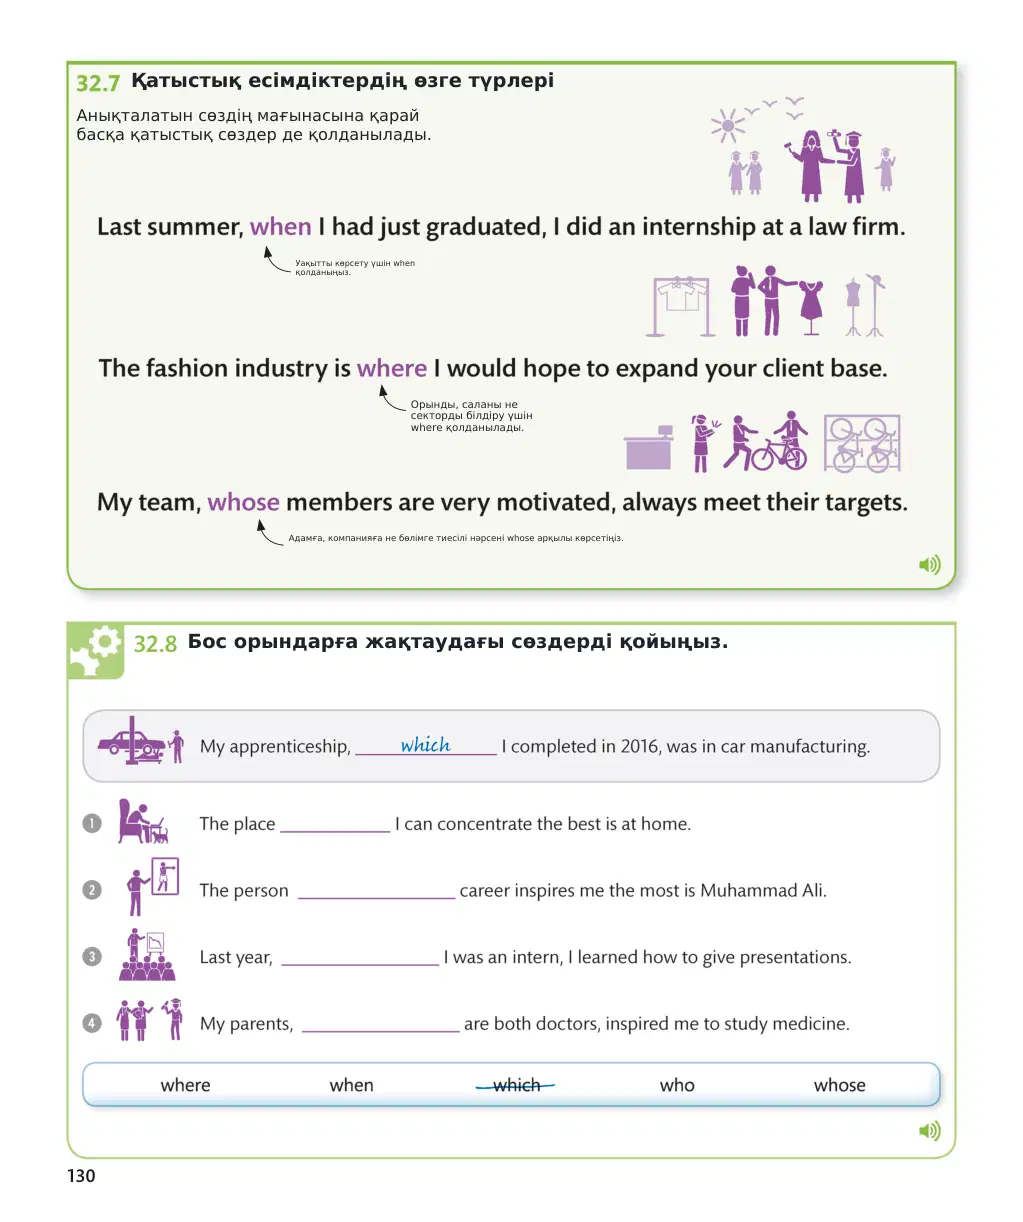 32.7 Қатыстық есімдіктердің өзге түрлері
Анықталатын сөздің мағынасына қарай
басқа қатыстық сөздер де қолданылады.
Last summer, when I had just graduated, I did an internship at a law firm.
Уақытты көрсету үшін when
қолданыңыз.
The fashion industry is where I would hope to expand your client base.
Орынды, саланы не
секторды білдіру үшін
where қолданылады.
My team, whose members are very motivated, always meet their targets.
Адамға, компанияға не бөлімге тиесілі нәрсені whose арқылы көрсетіңіз.
32.8 Бос орындарға жақтаудағы сөздерді қойыңыз.
My apprenticeship, which I completed in 2016, was in car manufacturing.
1 The place ____________ I can concentrate the best is at home.
2 The person ____________ career inspires me the most is Muhammad Ali.
3 Last year, ____________ I was an intern, I learned how to give presentations.
4 My parents, ____________ are both doctors, inspired me to study medicine.
where when which who whose
130